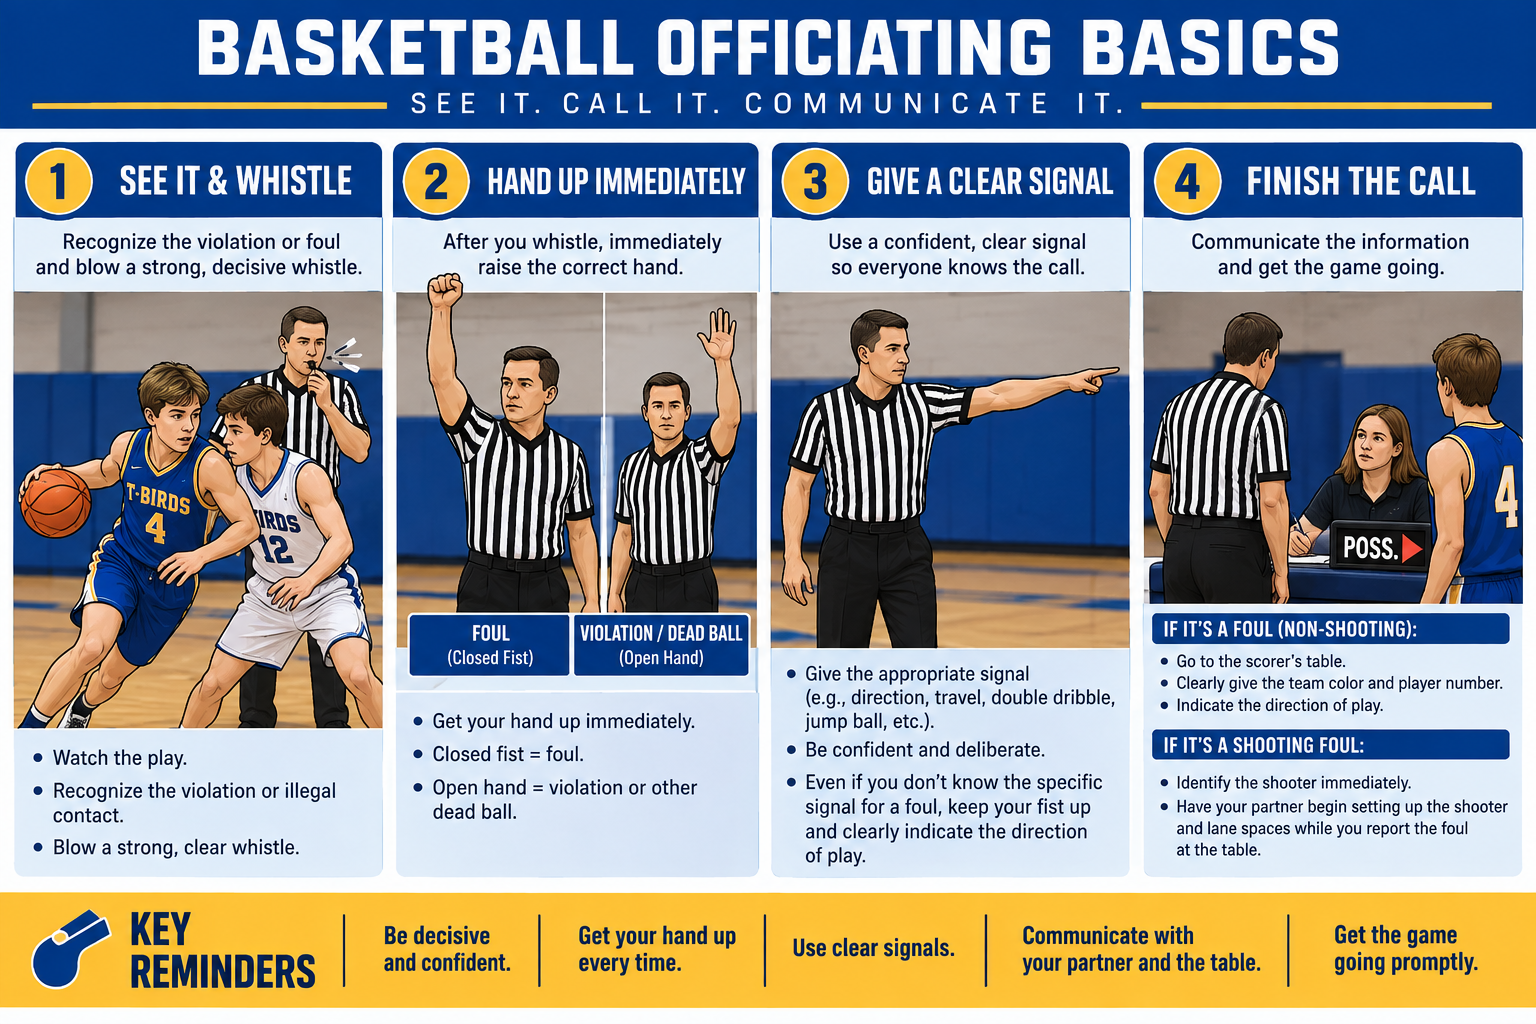 BASKETBALL OFFICIATING BASICS
SEE IT. CALL IT. COMMUNICATE IT.
1 SEE IT & WHISTLE
Recognize the violation or foul
and blow a strong, decisive whistle.
T-BIRDS
4
IRDS
12
• Watch the play.
• Recognize the violation or illegal
contact.
• Blow a strong, clear whistle.
2 HAND UP IMMEDIATELY
After you whistle, immediately
raise the correct hand.
FOUL
(Closed Fist)
VIOLATION / DEAD BALL
(Open Hand)
• Get your hand up immediately.
• Closed fist = foul.
• Open hand = violation or other
dead ball.
3 GIVE A CLEAR SIGNAL
Use a confident, clear signal
so everyone knows the call.
• Give the appropriate signal
(e.g., direction, travel, double dribble,
jump ball, etc.).
• Be confident and deliberate.
• Even if you don't know the specific
signal for a foul, keep your fist up
and clearly indicate the direction
of play.
4 FINISH THE CALL
Communicate the information
and get the game going.
POSS.
4
IF IT'S A FOUL (NON-SHOOTING):
• Go to the scorer's table.
• Clearly give the team color and player number.
• Indicate the direction of play.
IF IT'S A SHOOTING FOUL:
• Identify the shooter immediately.
• Have your partner begin setting up the shooter
and lane spaces while you report the foul
at the table.
KEY
REMINDERS
Be decisive
and confident.
Get your hand up
every time.
Use clear signals.
Communicate with
your partner and the table.
Get the game
going promptly.